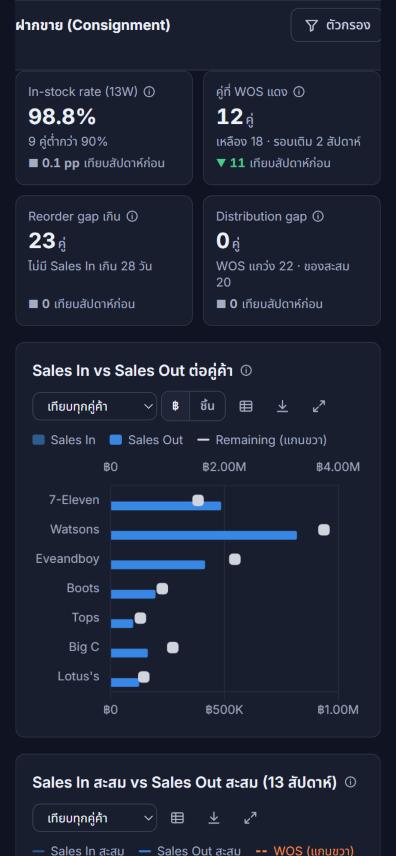 ฝากขาย (Consignment)
ตัวกรอง
In-stock rate (13W)
98.8%
9 คู่ต่ำกว่า 90%
0.1 pp เทียบสัปดาห์ก่อน
คู่ที่ WOS แดง
12 คู่
เหลือง 18 · รอบเติม 2 สัปดาห์
▼ 11 เทียบสัปดาห์ก่อน
Reorder gap เกิน
23 คู่
ไม่มี Sales In เกิน 28 วัน
0 เทียบสัปดาห์ก่อน
Distribution gap
0 คู่
WOS แกว่ง 22 · ของสะสม
20
0 เทียบสัปดาห์ก่อน
Sales In vs Sales Out ต่อคู่ค้า
เทียบทุกคู่ค้า
฿
ชิ้น
Sales In
Sales Out
Remaining (แกนขวา)
฿0 ฿2.00M ฿4.00M
7-Eleven
Watsons
Eveandboy
Boots
Tops
Big C
Lotus's
฿0 ฿500K ฿1.00M
Sales In สะสม vs Sales Out สะสม (13 สัปดาห์)
เทียบทุกคู่ค้า
Sales In สะสม
Sales Out สะสม
WOS (แกนขวา)